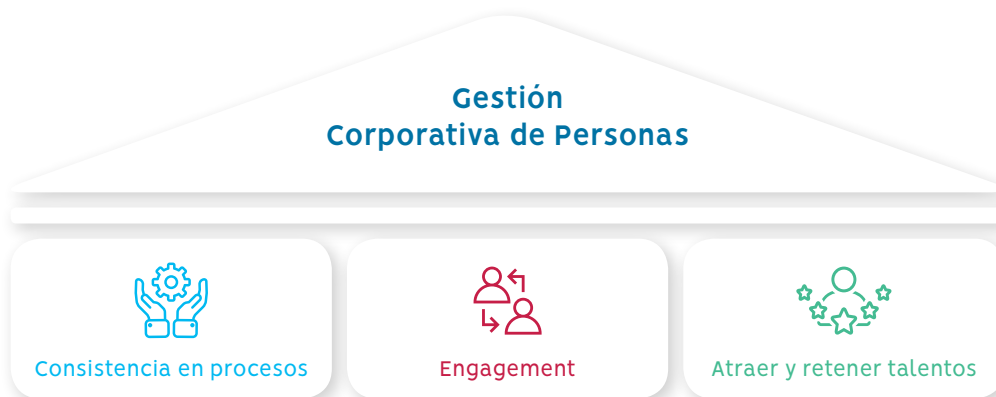 Gestión
Corporativa de Personas
Consistencia en procesos
Engagement
Atraer y retener talentos